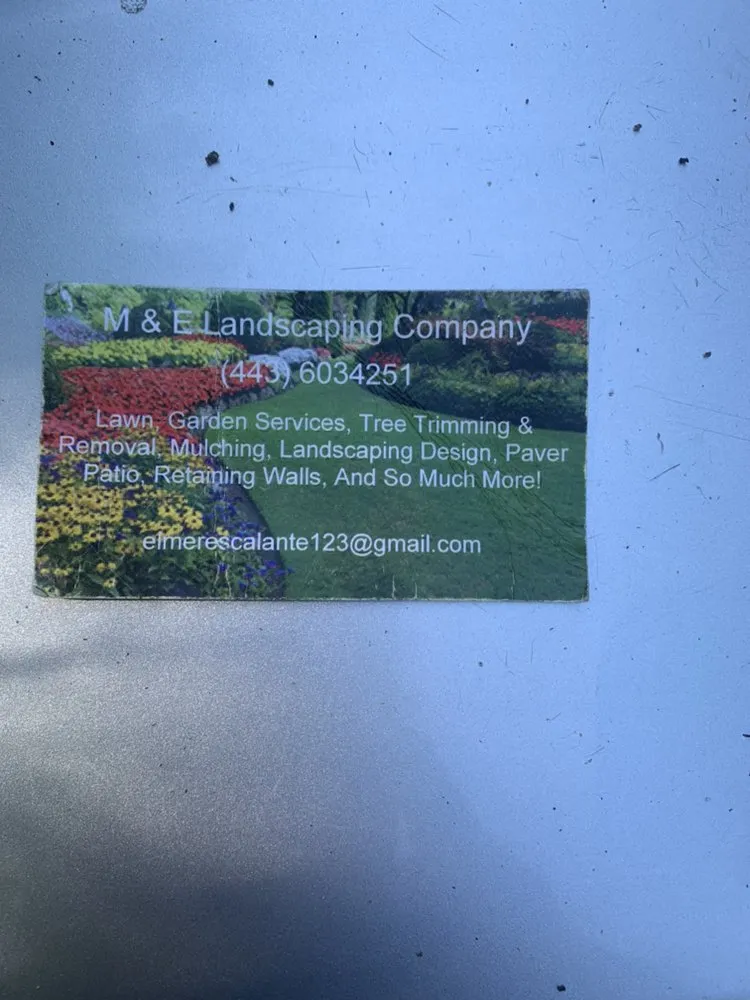 M & E Landscaping Company
(443) 6034251
Lawn, Garden Services, Tree Trimming &
Removal, Mulching, Landscaping Design, Paver
Patio, Retaining Walls, And So Much More!
elmerescalante123@gmail.com